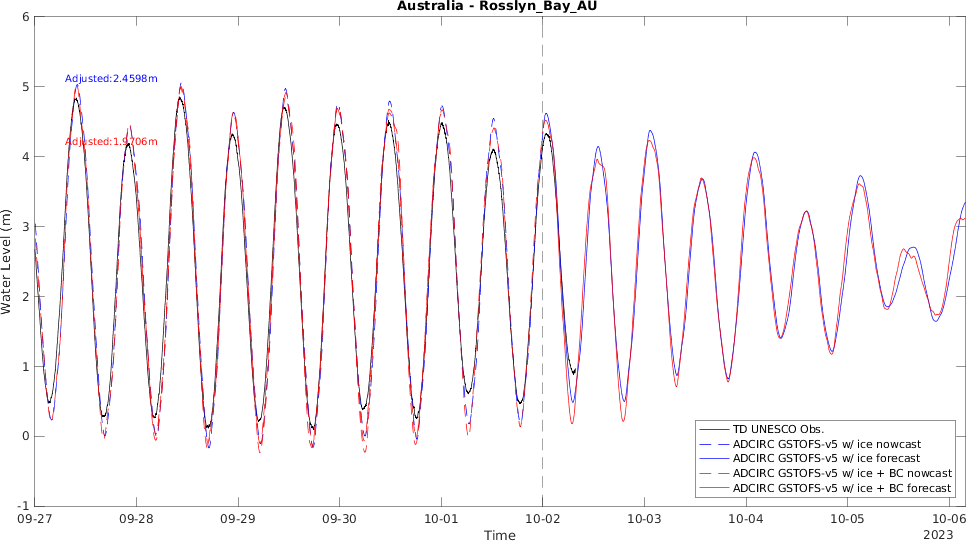 Australia - Rosslyn_Bay_AU
6
5
4
3
2
1
0
-1
Water Level (m)
Adjusted:2.4598m
Adjusted:1.9706m
TD UNESCO Obs.
ADCIRC GSTOFS-v5 w/ ice nowcast
ADCIRC GSTOFS-v5 w/ ice forecast
ADCIRC GSTOFS-v5 w/ ice + BC nowcast
ADCIRC GSTOFS-v5 w/ ice + BC forecast
09-27 09-28 09-29 09-30 10-01 10-02 10-03 10-04 10-05 10-06
Time
2023